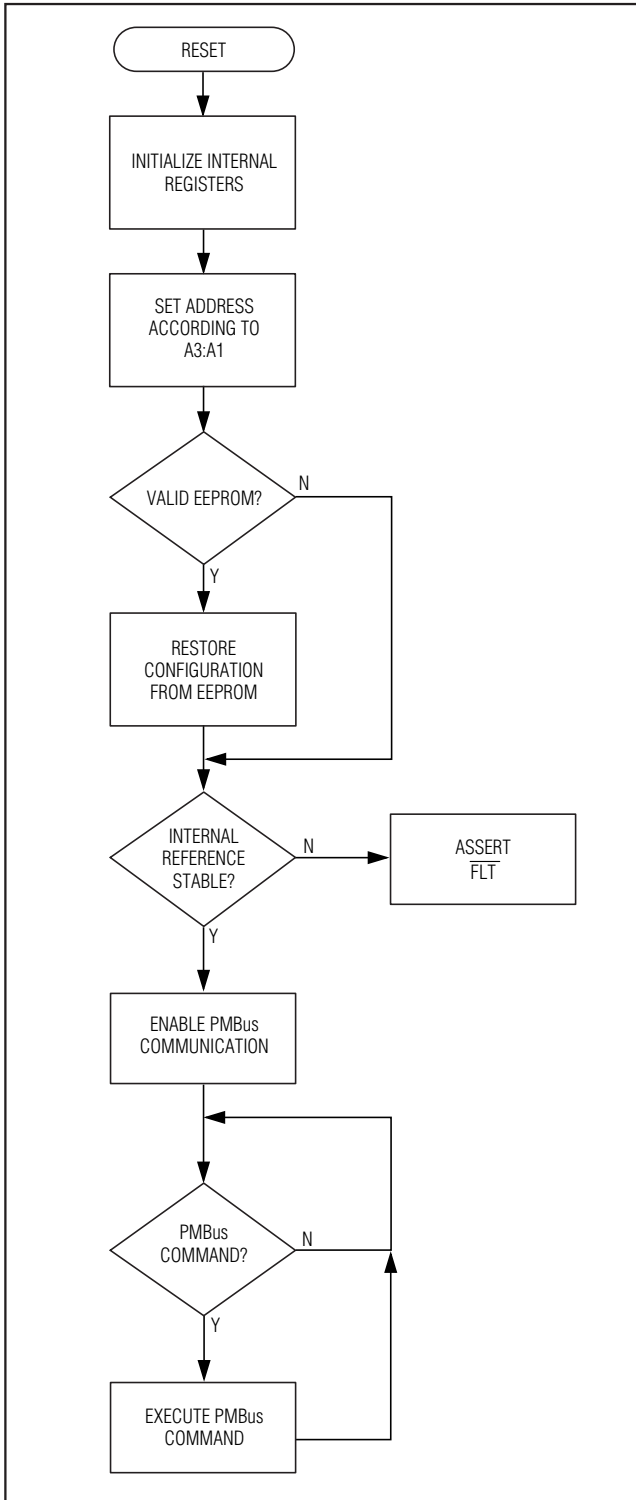 RESET
INITIALIZE INTERNAL
REGISTERS
SET ADDRESS
ACCORDING TO
A3:A1
VALID EEPROM?
N
Y
RESTORE
CONFIGURATION
FROM EEPROM
INTERNAL
REFERENCE
STABLE?
N
ASSERT
FLT
Y
ENABLE PMBus
COMMUNICATION
PMBus
COMMAND?
N
Y
EXECUTE PMBus
COMMAND